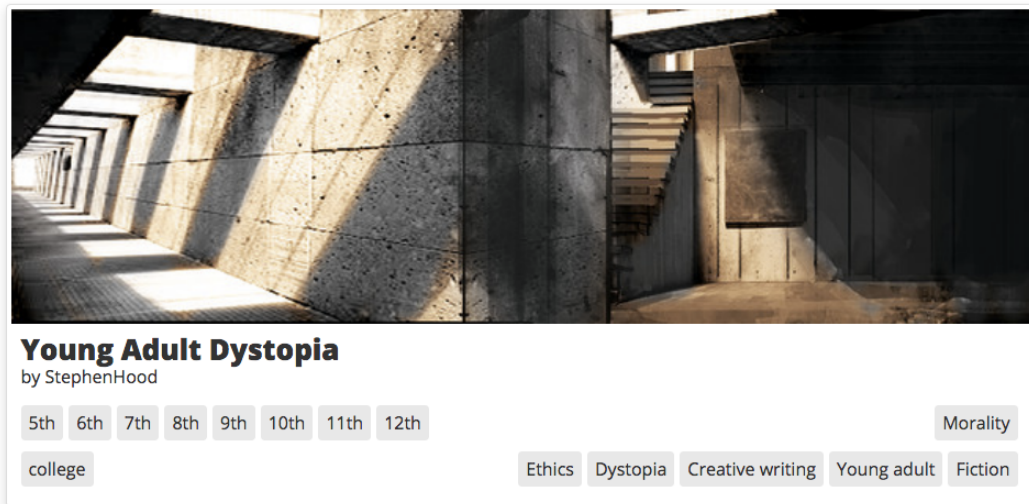 Young Adult Dystopia
by StephenHood
5th 6th 7th 8th 9th 10th 11th 12th
Morality
college
Ethics Dystopia Creative writing Young adult Fiction